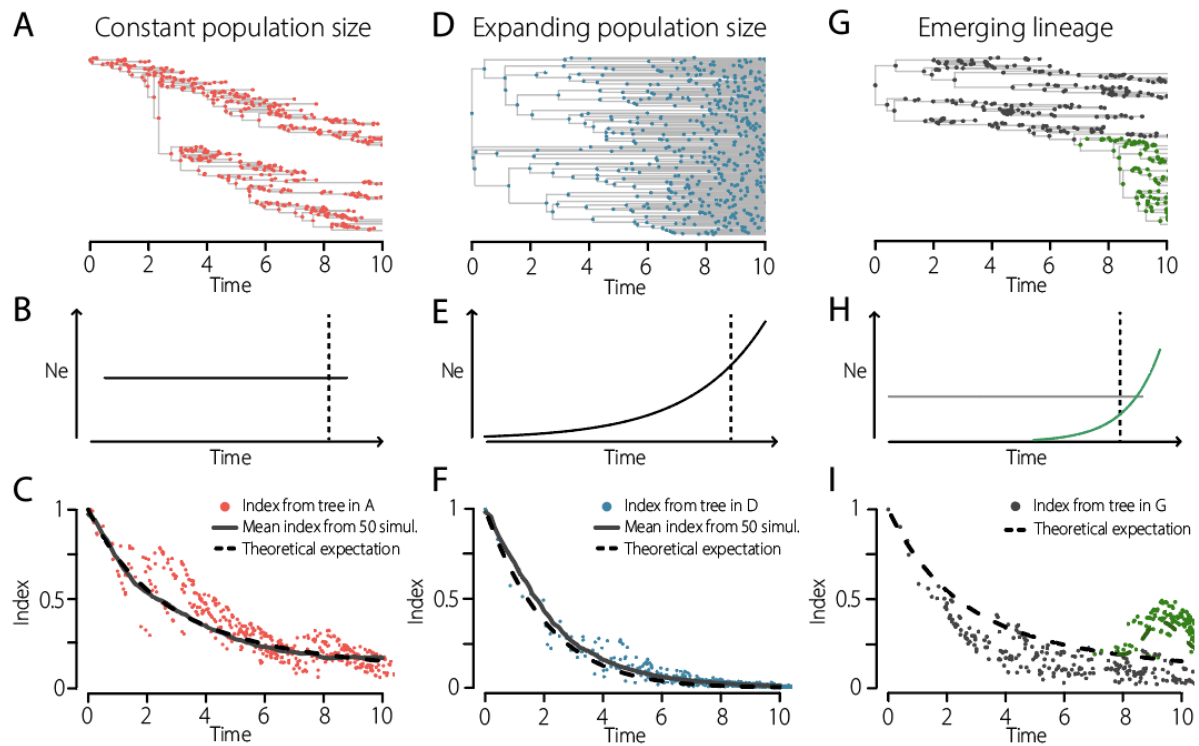 A Constant population size
D Expanding population size
G Emerging lineage
0 2 4 6 8 10
Time
0 2 4 6 8 10
Time
0 2 4 6 8 10
Time
B
Ne
Time
E
Ne
Time
H
Ne
Time
C
Index from tree in A
Mean index from 50 simul.
Theoretical expectation
1
0.5
0
Index
0 2 4 6 8 10
Time
F
Index from tree in D
Mean index from 50 simul.
Theoretical expectation
1
0.5
0
Index
0 2 4 6 8 10
Time
I
Index from tree in G
Theoretical expectation
1
0.5
0
Index
0 2 4 6 8 10
Time